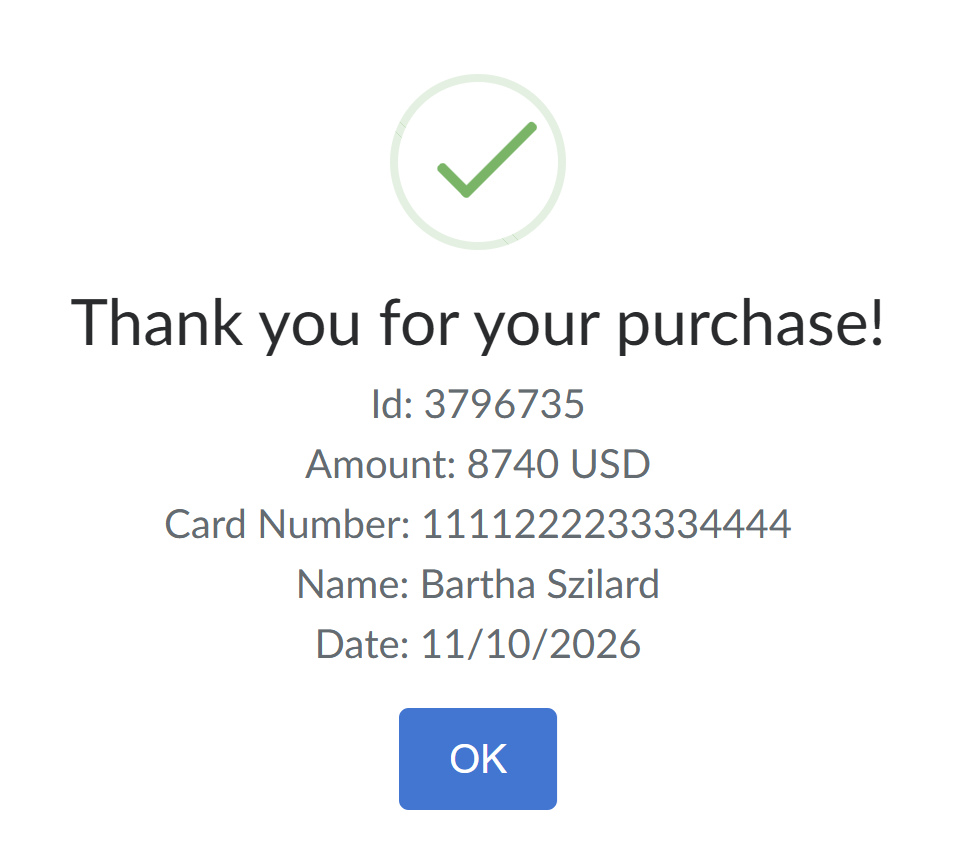 Thank you for your purchase!
Id: 3796735
Amount: 8740 USD
Card Number: 1111222233334444
Name: Bartha Szilard
Date: 11/10/2026
OK